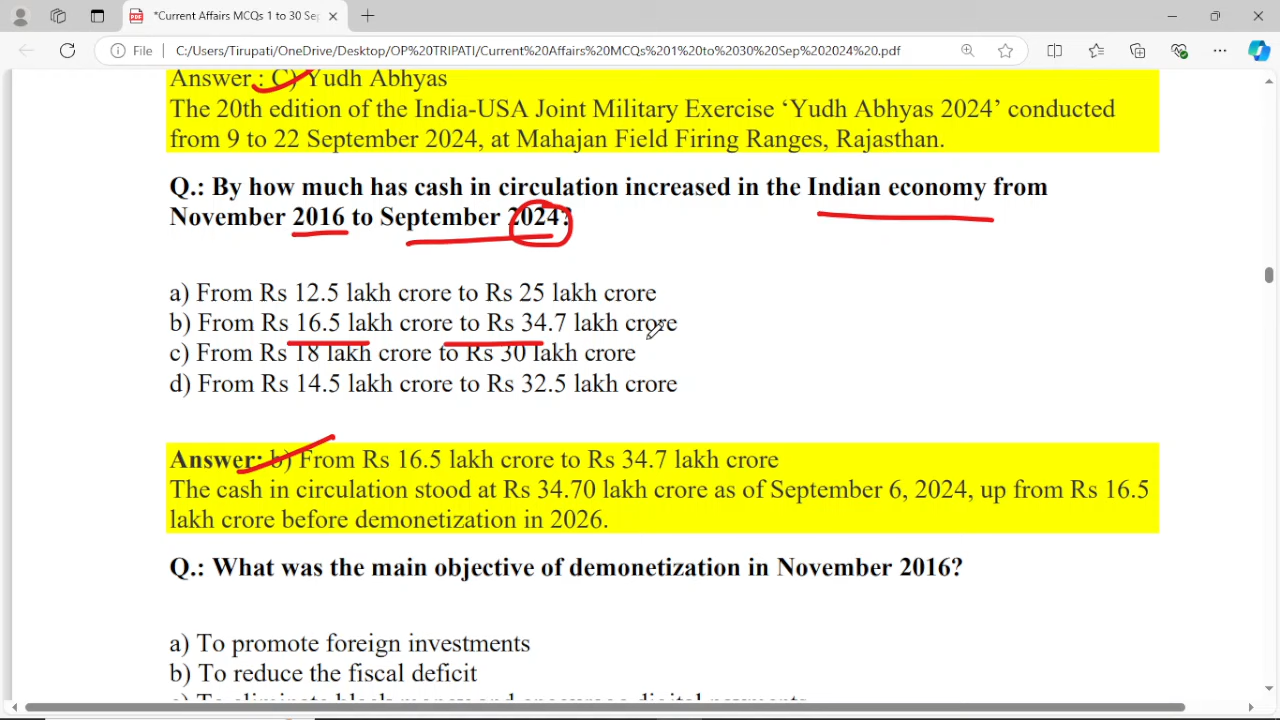 *Current Affairs MCQs 1 to 30 Sep
File
C:/Users/Tirupati/OneDrive/Desktop/OP%20TRIPATI/Current%20Affairs%20MCQs%201%20to%2030%20Sep%202024%20.pdf
Answer : C) Yudh Abhyas
The 20th edition of the India-USA Joint Military Exercise ‘Yudh Abhyas 2024’ conducted
from 9 to 22 September 2024, at Mahajan Field Firing Ranges, Rajasthan.
Q.: By how much has cash in circulation increased in the Indian economy from
November 2016 to September 2024?
a) From Rs 12.5 lakh crore to Rs 25 lakh crore
b) From Rs 16.5 lakh crore to Rs 34.7 lakh crore
c) From Rs 18 lakh crore to Rs 30 lakh crore
d) From Rs 14.5 lakh crore to Rs 32.5 lakh crore
Answer: b) From Rs 16.5 lakh crore to Rs 34.7 lakh crore
The cash in circulation stood at Rs 34.70 lakh crore as of September 6, 2024, up from Rs 16.5
lakh crore before demonetization in 2026.
Q.: What was the main objective of demonetization in November 2016?
a) To promote foreign investments
b) To reduce the fiscal deficit
c) To eliminate black money and encourage digital payments